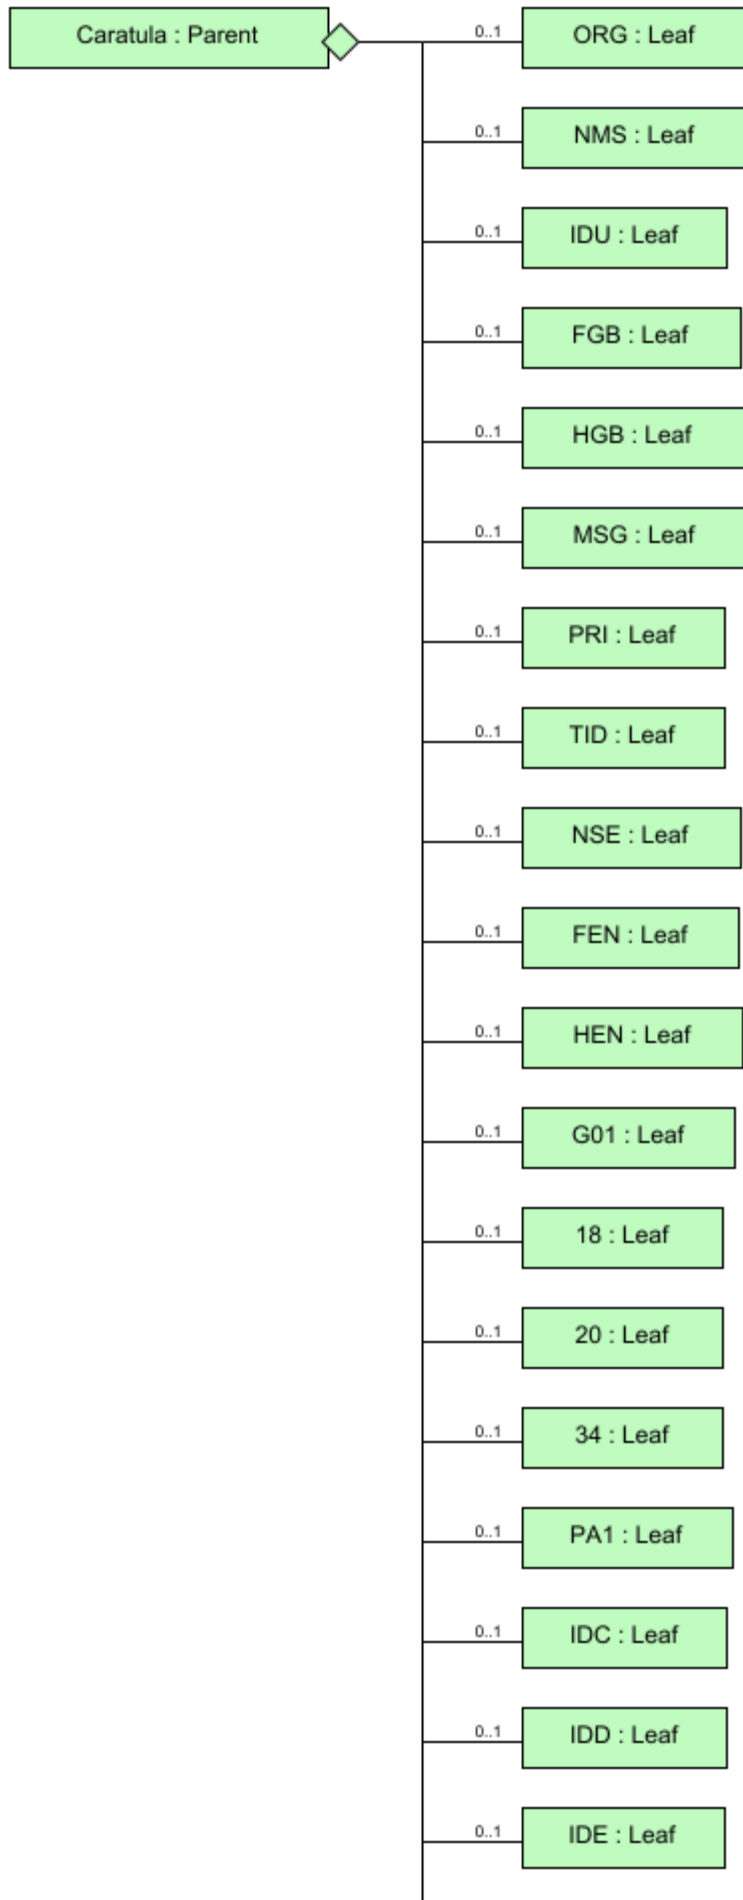 Caratula : Parent
0..1
ORG : Leaf
0..1
NMS : Leaf
0..1
IDU : Leaf
0..1
FGB : Leaf
0..1
HGB : Leaf
0..1
MSG : Leaf
0..1
PRI : Leaf
0..1
TID : Leaf
0..1
NSE : Leaf
0..1
FEN : Leaf
0..1
HEN : Leaf
0..1
G01 : Leaf
0..1
18 : Leaf
0..1
20 : Leaf
0..1
34 : Leaf
0..1
PA1 : Leaf
0..1
IDC : Leaf
0..1
IDD : Leaf
0..1
IDE : Leaf